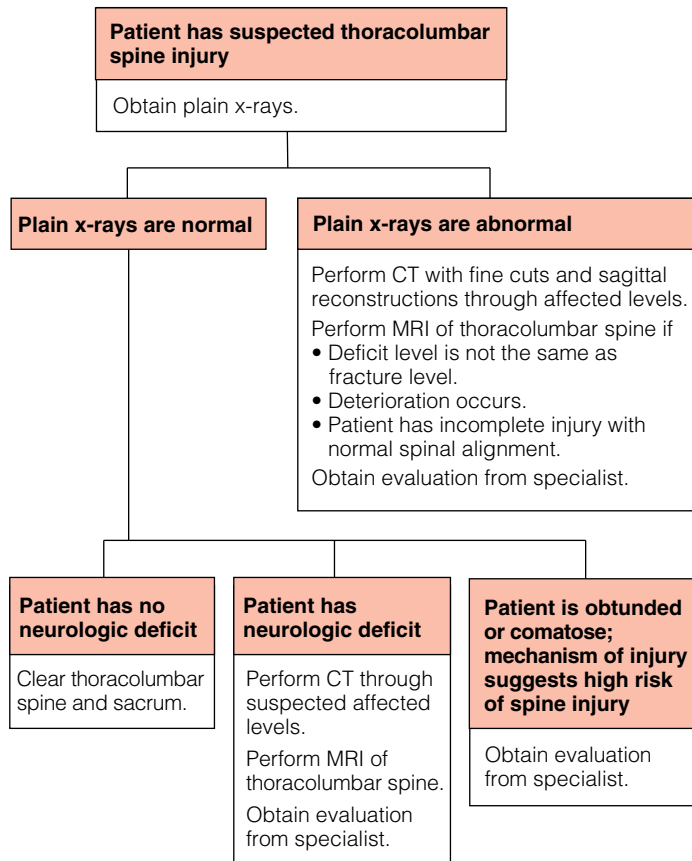 Patient has suspected thoracolumbar
spine injury
Obtain plain x-rays.
Plain x-rays are normal
Plain x-rays are abnormal
Perform CT with fine cuts and sagittal
reconstructions through affected levels.
Perform MRI of thoracolumbar spine if
• Deficit level is not the same as
fracture level.
• Deterioration occurs.
• Patient has incomplete injury with
normal spinal alignment.
Obtain evaluation from specialist.
Patient has no
neurologic deficit
Clear thoracolumbar
spine and sacrum.
Patient has
neurologic deficit
Perform CT through
suspected affected
levels.
Perform MRI of
thoracolumbar spine.
Obtain evaluation
from specialist.
Patient is obtunded
or comatose;
mechanism of injury
suggests high risk
of spine injury
Obtain evaluation
from specialist.